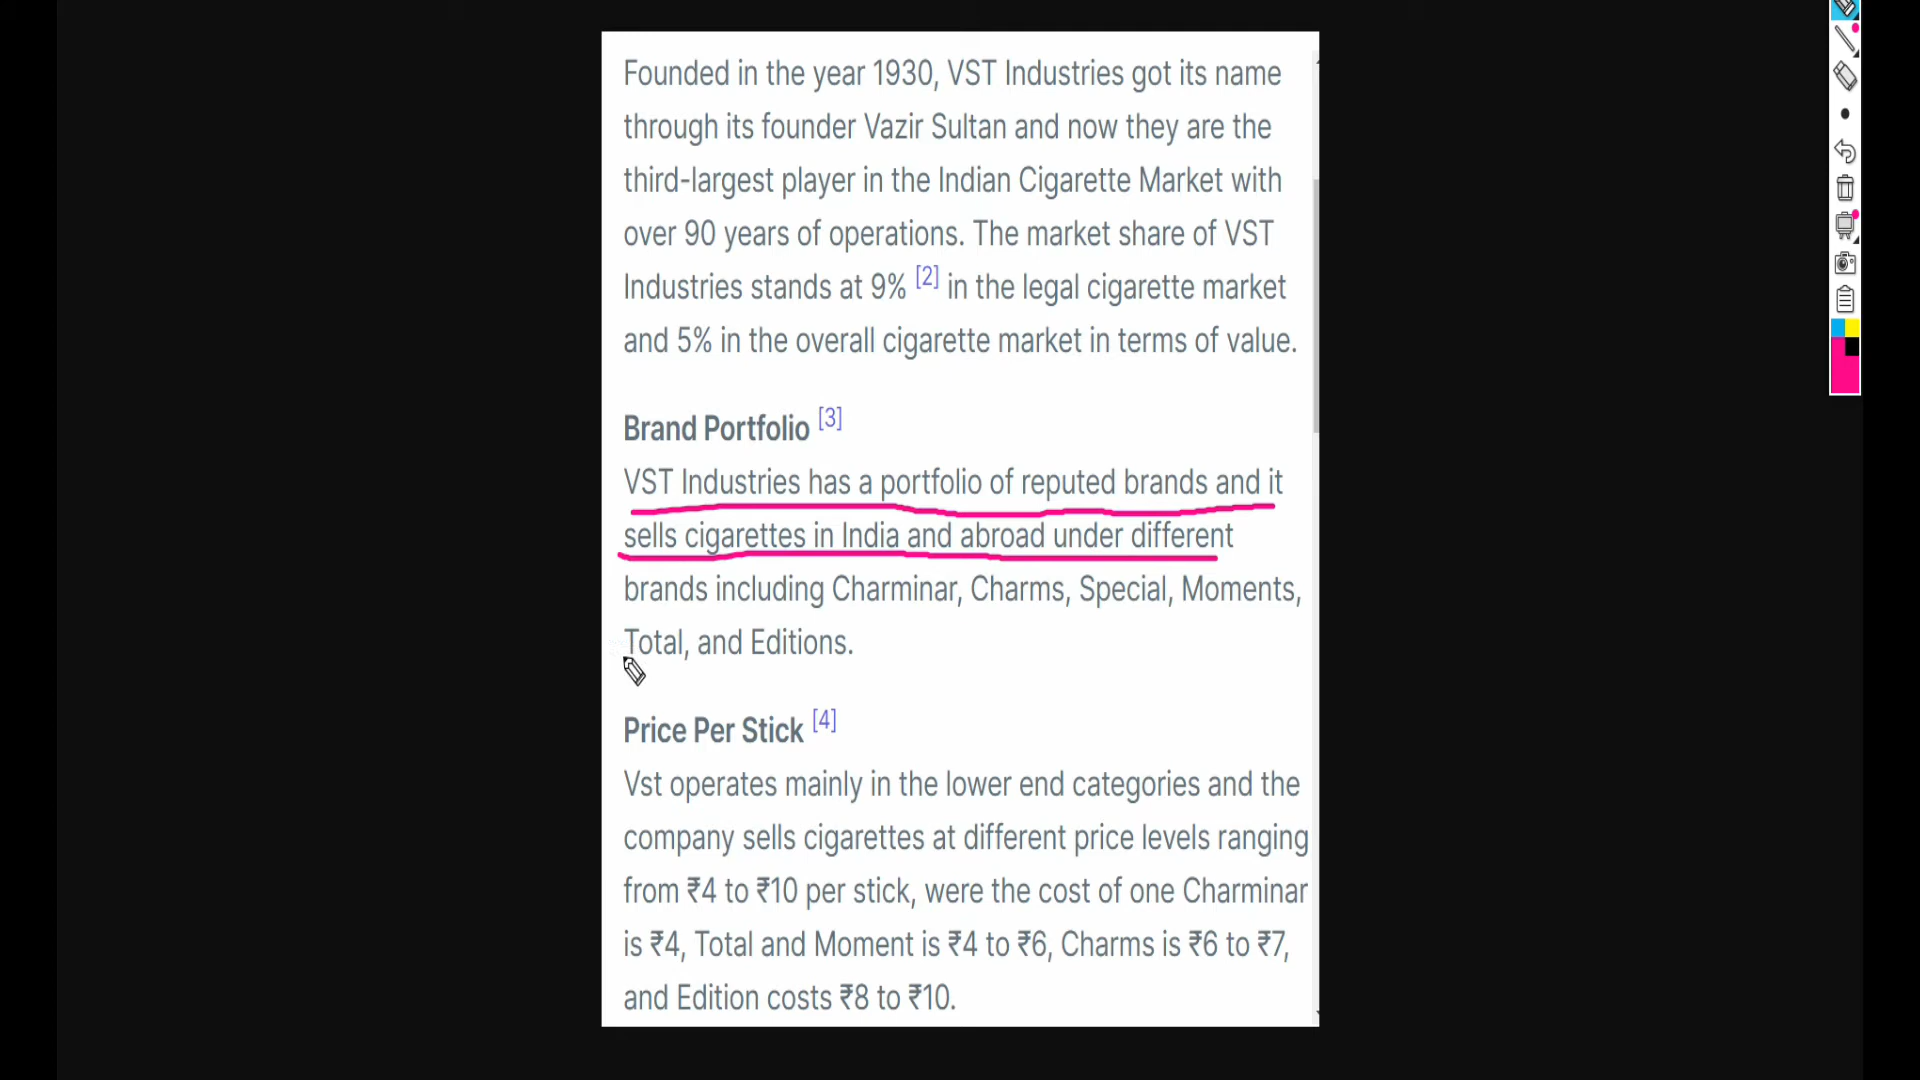 Founded in the year 1930, VST Industries got its name
through its founder Vazir Sultan and now they are the
third-largest player in the Indian Cigarette Market with
over 90 years of operations. The market share of VST
Industries stands at 9% [2] in the legal cigarette market
and 5% in the overall cigarette market in terms of value.
Brand Portfolio [3]
VST Industries has a portfolio of reputed brands and it
sells cigarettes in India and abroad under different
brands including Charminar, Charms, Special, Moments,
Total, and Editions.
Price Per Stick [4]
Vst operates mainly in the lower end categories and the
company sells cigarettes at different price levels ranging
from ₹4 to ₹10 per stick, were the cost of one Charminar
is ₹4, Total and Moment is ₹4 to ₹6, Charms is ₹6 to ₹7,
and Edition costs ₹8 to ₹10.